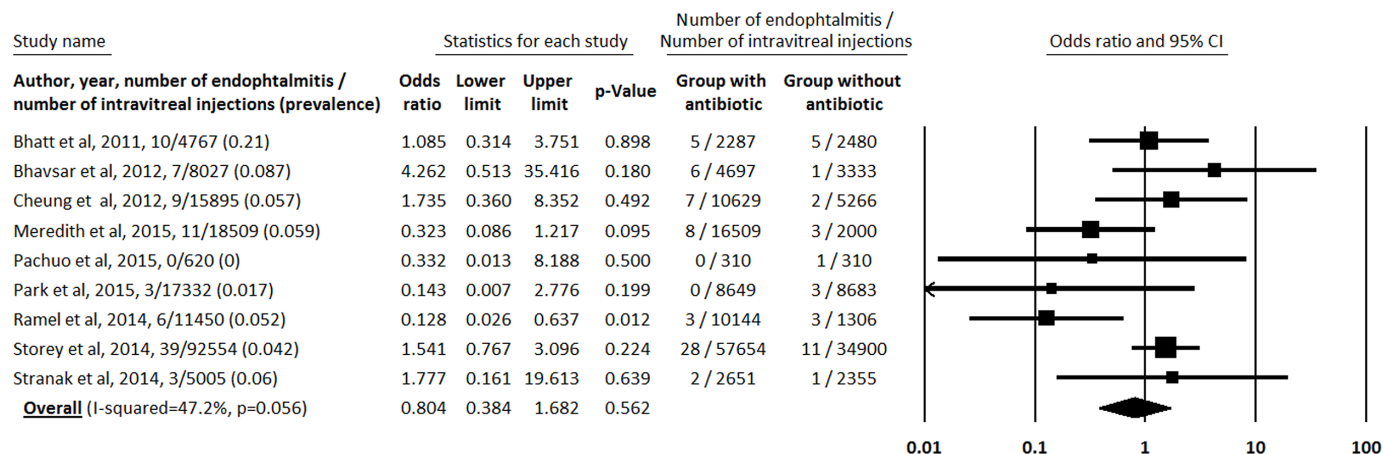 Number of endophtalmitis /
Study name Statistics for each study Number of intravitreal injections Odds ratio and 95% CI
Author, year, number of endophtalmitis / Odds Lower Upper p-Value Group with Group without
number of intravitreal injections (prevalence) ratio limit limit antibiotic antibiotic
Bhatt et al, 2011, 10/4767 (0.21) 1.085 0.314 3.751 0.898 5 / 2287 5 / 2480
Bhavsar et al, 2012, 7/8027 (0.087) 4.262 0.513 35.416 0.180 6 / 4697 1 / 3333
Cheung et al, 2012, 9/15895 (0.057) 1.735 0.360 8.352 0.492 7 / 10629 2 / 5266
Meredith et al, 2015, 11/18509 (0.059) 0.323 0.086 1.217 0.095 8 / 16509 3 / 2000
Pachuo et al, 2015, 0/620 (0) 0.332 0.013 8.188 0.500 0 / 310 1 / 310
Park et al, 2015, 3/17332 (0.017) 0.143 0.007 2.776 0.199 0 / 8649 3 / 8683
Ramel et al, 2014, 6/11450 (0.052) 0.128 0.026 0.637 0.012 3 / 10144 3 / 1306
Storey et al, 2014, 39/92554 (0.042) 1.541 0.767 3.096 0.224 28 / 57654 11 / 34900
Stranak et al, 2014, 3/5005 (0.06) 1.777 0.161 19.613 0.639 2 / 2651 1 / 2355
Overall (I-squared=47.2%, p=0.056) 0.804 0.384 1.682 0.562
0.01 0.1 1 10 100